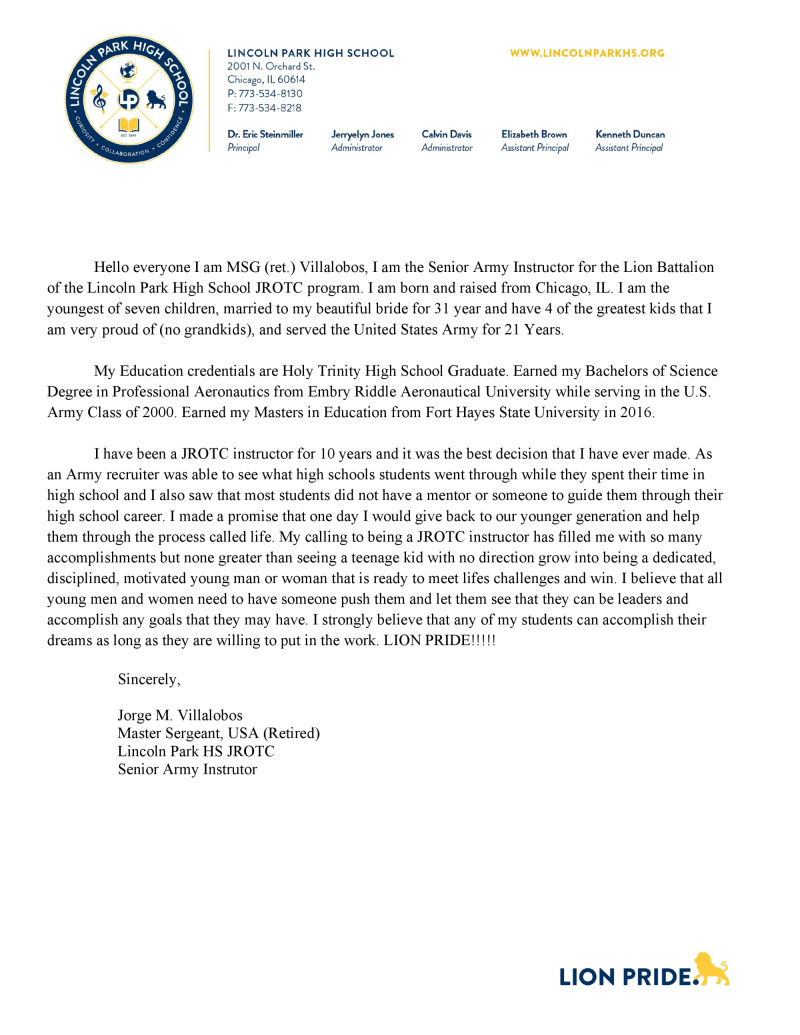 LINCOLN PARK HIGH SCHOOL
CURIOSITY • COLLABORATION • CONFIDENCE
LP
EST. 1899
LINCOLN PARK HIGH SCHOOL
2001 N. Orchard St.
Chicago, IL 60614
P: 773-534-8130
F: 773-534-8218
WWW.LINCOLNPARKHS.ORG
Dr. Eric Steinmiller Jerryelyn Jones Calvin Davis Elizabeth Brown Kenneth Duncan
Principal Administrator Administrator Assistant Principal Assistant Principal
Hello everyone I am MSG (ret.) Villalobos, I am the Senior Army Instructor for the Lion Battalion
of the Lincoln Park High School JROTC program. I am born and raised from Chicago, IL. I am the
youngest of seven children, married to my beautiful bride for 31 year and have 4 of the greatest kids that I
am very proud of (no grandkids), and served the United States Army for 21 Years.
My Education credentials are Holy Trinity High School Graduate. Earned my Bachelors of Science
Degree in Professional Aeronautics from Embry Riddle Aeronautical University while serving in the U.S.
Army Class of 2000. Earned my Masters in Education from Fort Hayes State University in 2016.
I have been a JROTC instructor for 10 years and it was the best decision that I have ever made. As
an Army recruiter was able to see what high schools students went through while they spent their time in
high school and I also saw that most students did not have a mentor or someone to guide them through their
high school career. I made a promise that one day I would give back to our younger generation and help
them through the process called life. My calling to being a JROTC instructor has filled me with so many
accomplishments but none greater than seeing a teenage kid with no direction grow into being a dedicated,
disciplined, motivated young man or woman that is ready to meet lifes challenges and win. I believe that all
young men and women need to have someone push them and let them see that they can be leaders and
accomplish any goals that they may have. I strongly believe that any of my students can accomplish their
dreams as long as they are willing to put in the work. LION PRIDE!!!!!
Sincerely,
Jorge M. Villalobos
Master Sergeant, USA (Retired)
Lincoln Park HS JROTC
Senior Army Instrutor
LION PRIDE.